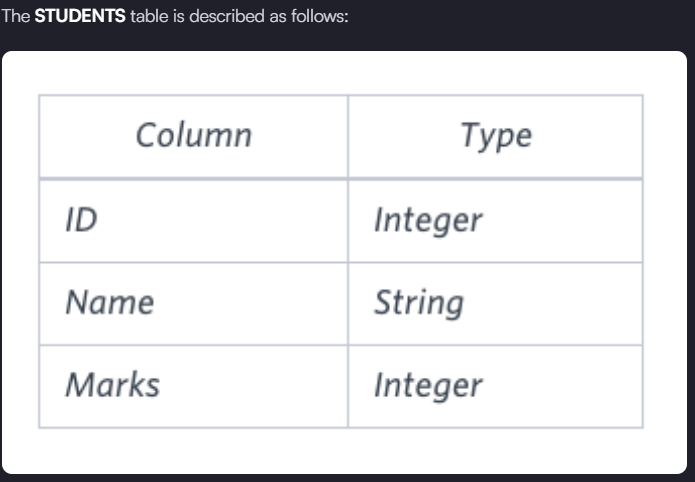 The STUDENTS table is described as follows:
Column Type
ID Integer
Name String
Marks Integer